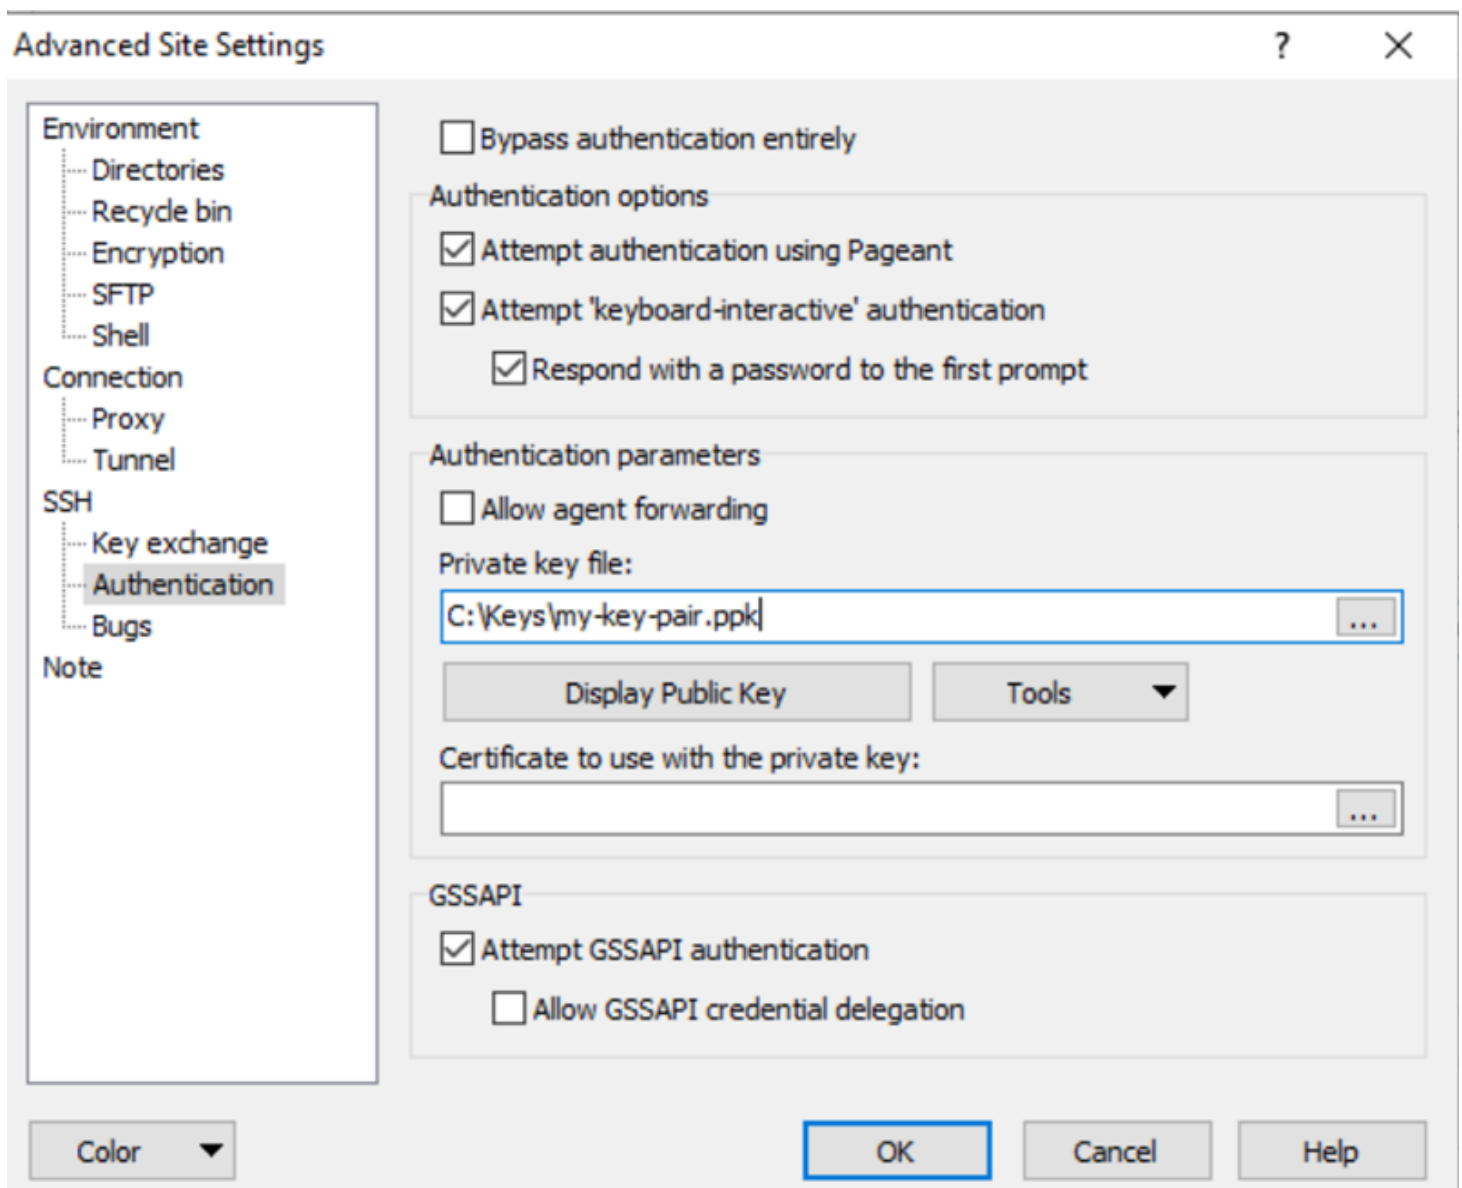 Advanced Site Settings
?
Environment
Directories
Recycle bin
Encryption
SFTP
Shell
Connection
Proxy
Tunnel
SSH
Key exchange
Authentication
Bugs
Note
Bypass authentication entirely
Authentication options
Attempt authentication using Pageant
Attempt 'keyboard-interactive' authentication
Respond with a password to the first prompt
Authentication parameters
Allow agent forwarding
Private key file:
C:\Keys\my-key-pair.ppk
...
Display Public Key
Tools
Certificate to use with the private key:
...
GSSAPI
Attempt GSSAPI authentication
Allow GSSAPI credential delegation
Color
OK
Cancel
Help